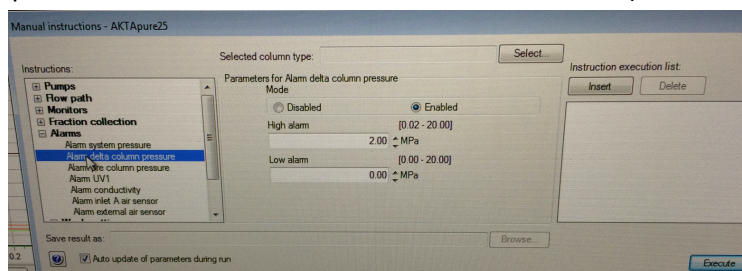 Manual instructions - AKTApure25
Selected column type:
Select...
Instructions:
Pumps
Flow path
Monitors
Fraction collection
Alarms
Alarm system pressure
Alarm delta column pressure
Alarm pre column pressure
Alarm UV1
Alarm conductivity
Alarm inlet A air sensor
Alarm external air sensor
Parameters for Alarm delta column pressure
Mode
Disabled
Enabled
High alarm [0.02 - 20.00]
2.00 MPa
Low alarm [0.00 - 20.00]
0.00 MPa
Instruction execution list:
Insert Delete
Save result as:
Browse...
0.2
Auto update of parameters during run
Execute